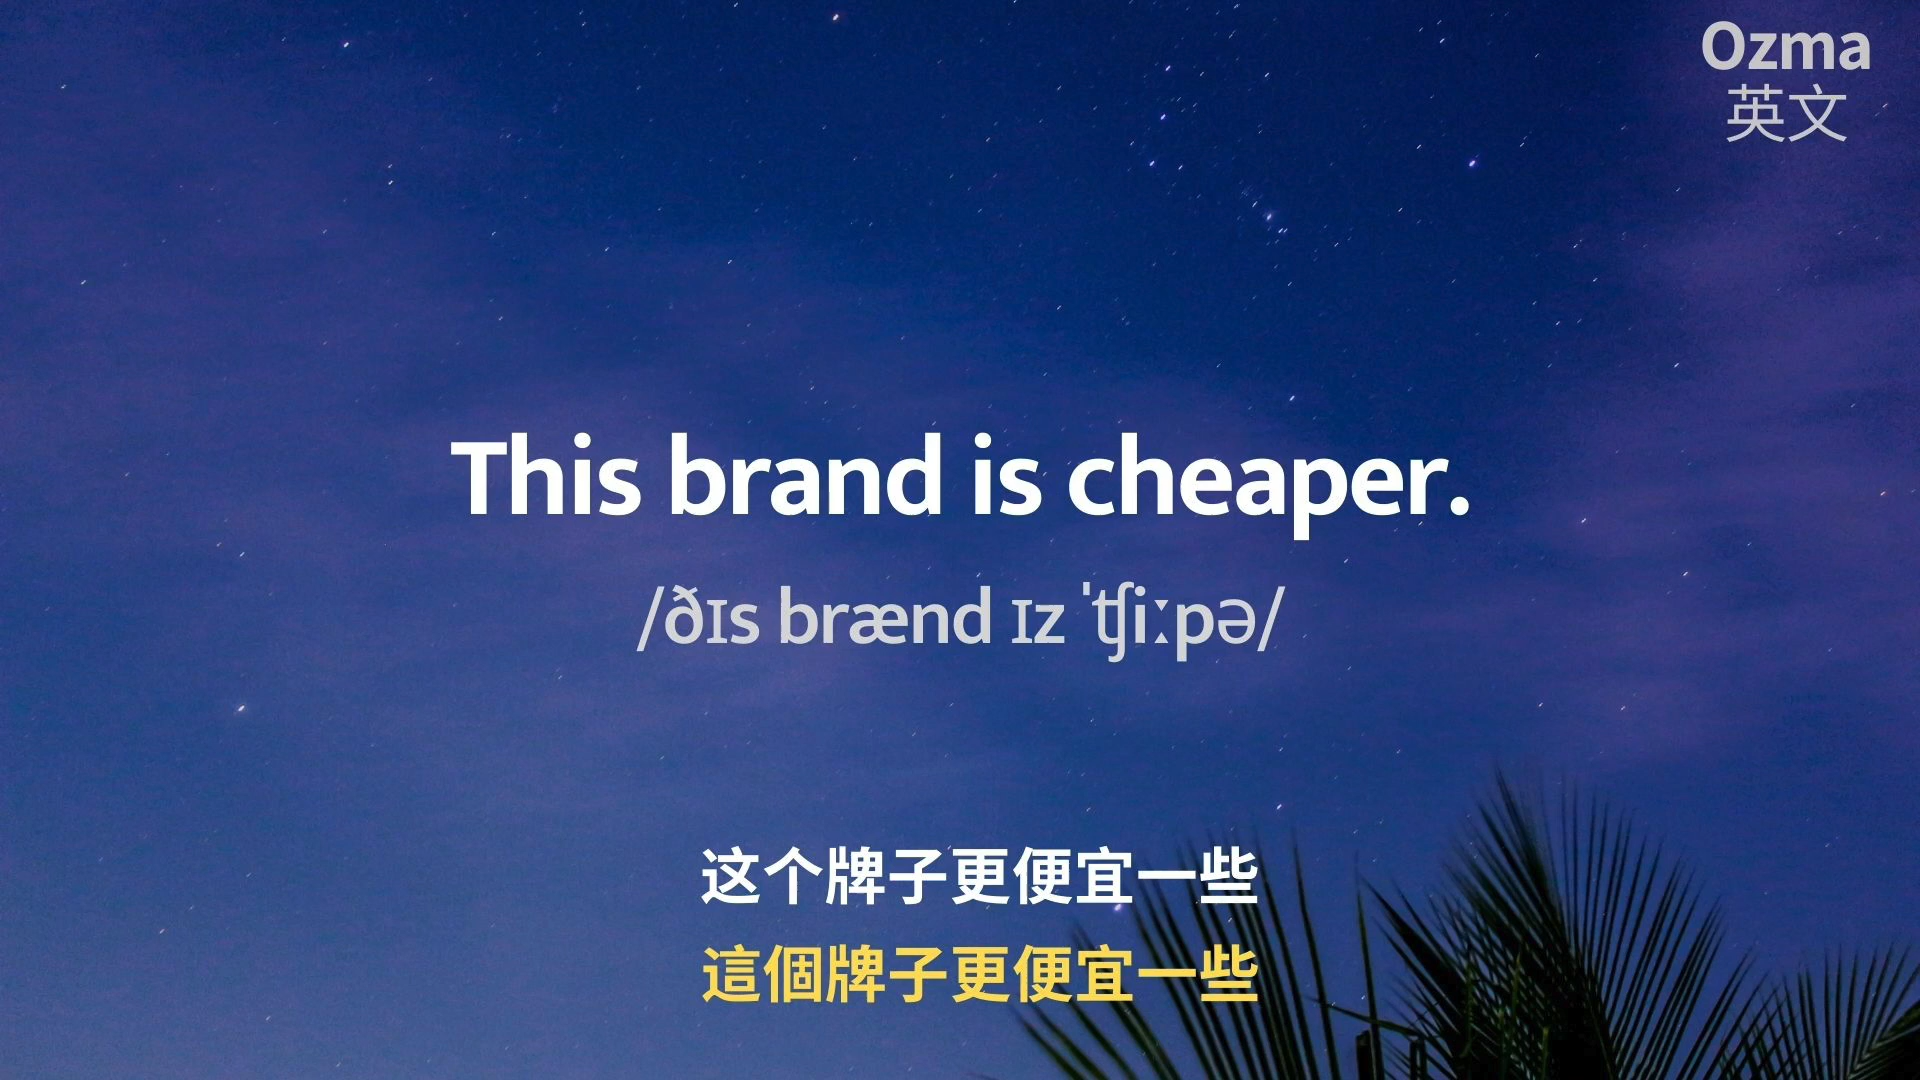 Ozma
英文
This brand is cheaper.
/ðɪs brænd ɪz ˈʧiːpə/
这个牌子更便宜一些
這個牌子更便宜一些